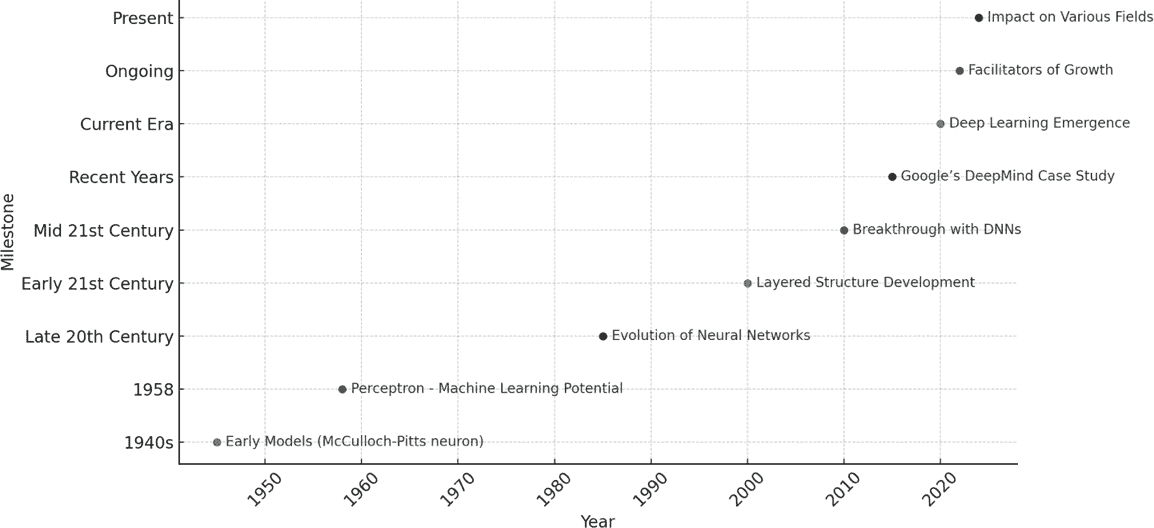 Present
Impact on Various Fields
Ongoing
Facilitators of Growth
Current Era
Deep Learning Emergence
Recent Years
Google’s DeepMind Case Study
Mid 21st Century
Breakthrough with DNNs
Early 21st Century
Layered Structure Development
Late 20th Century
Evolution of Neural Networks
1958
Perceptron - Machine Learning Potential
1940s
Early Models (McCulloch-Pitts neuron)
Milestone
1950
1960
1970
1980
1990
2000
2010
2020
Year